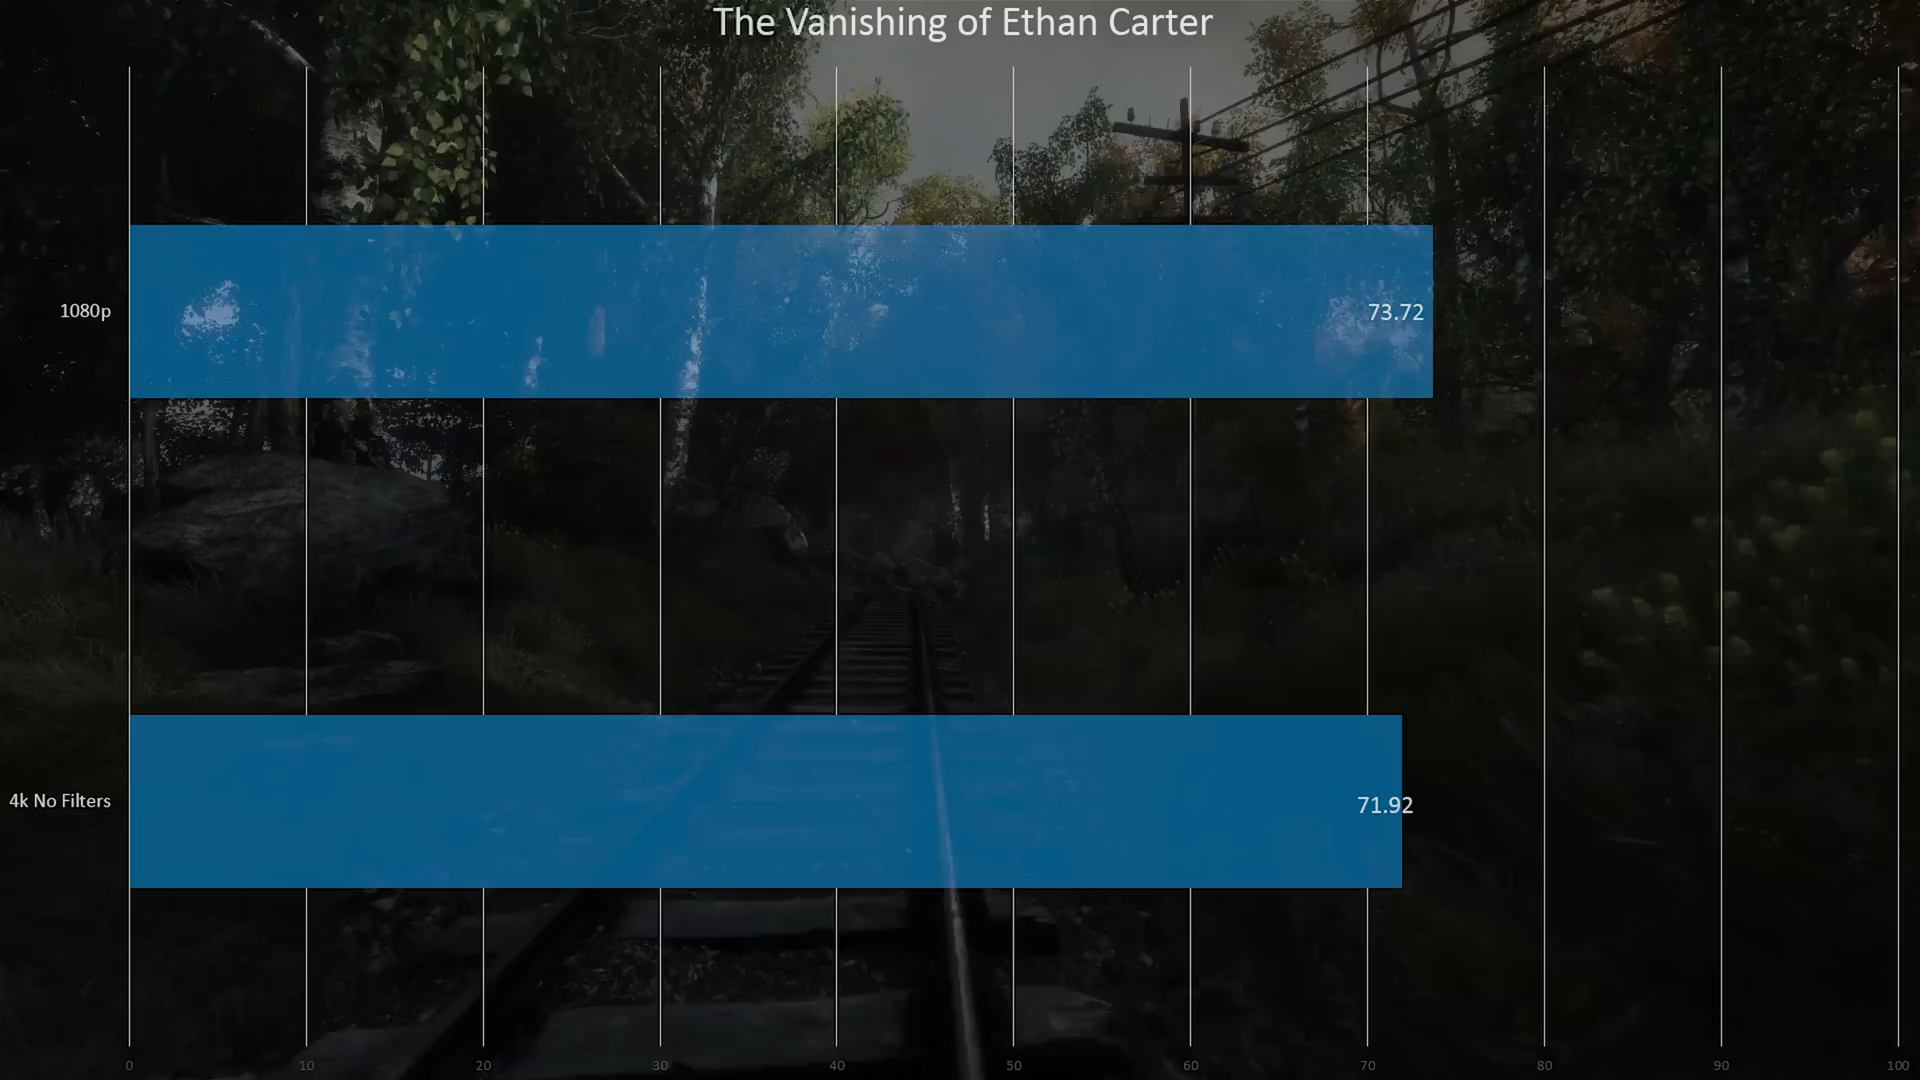 The Vanishing of Ethan Carter
1080p
73.72
4k No Filters
71.92
0 10 20 30 40 50 60 70 80 90 100